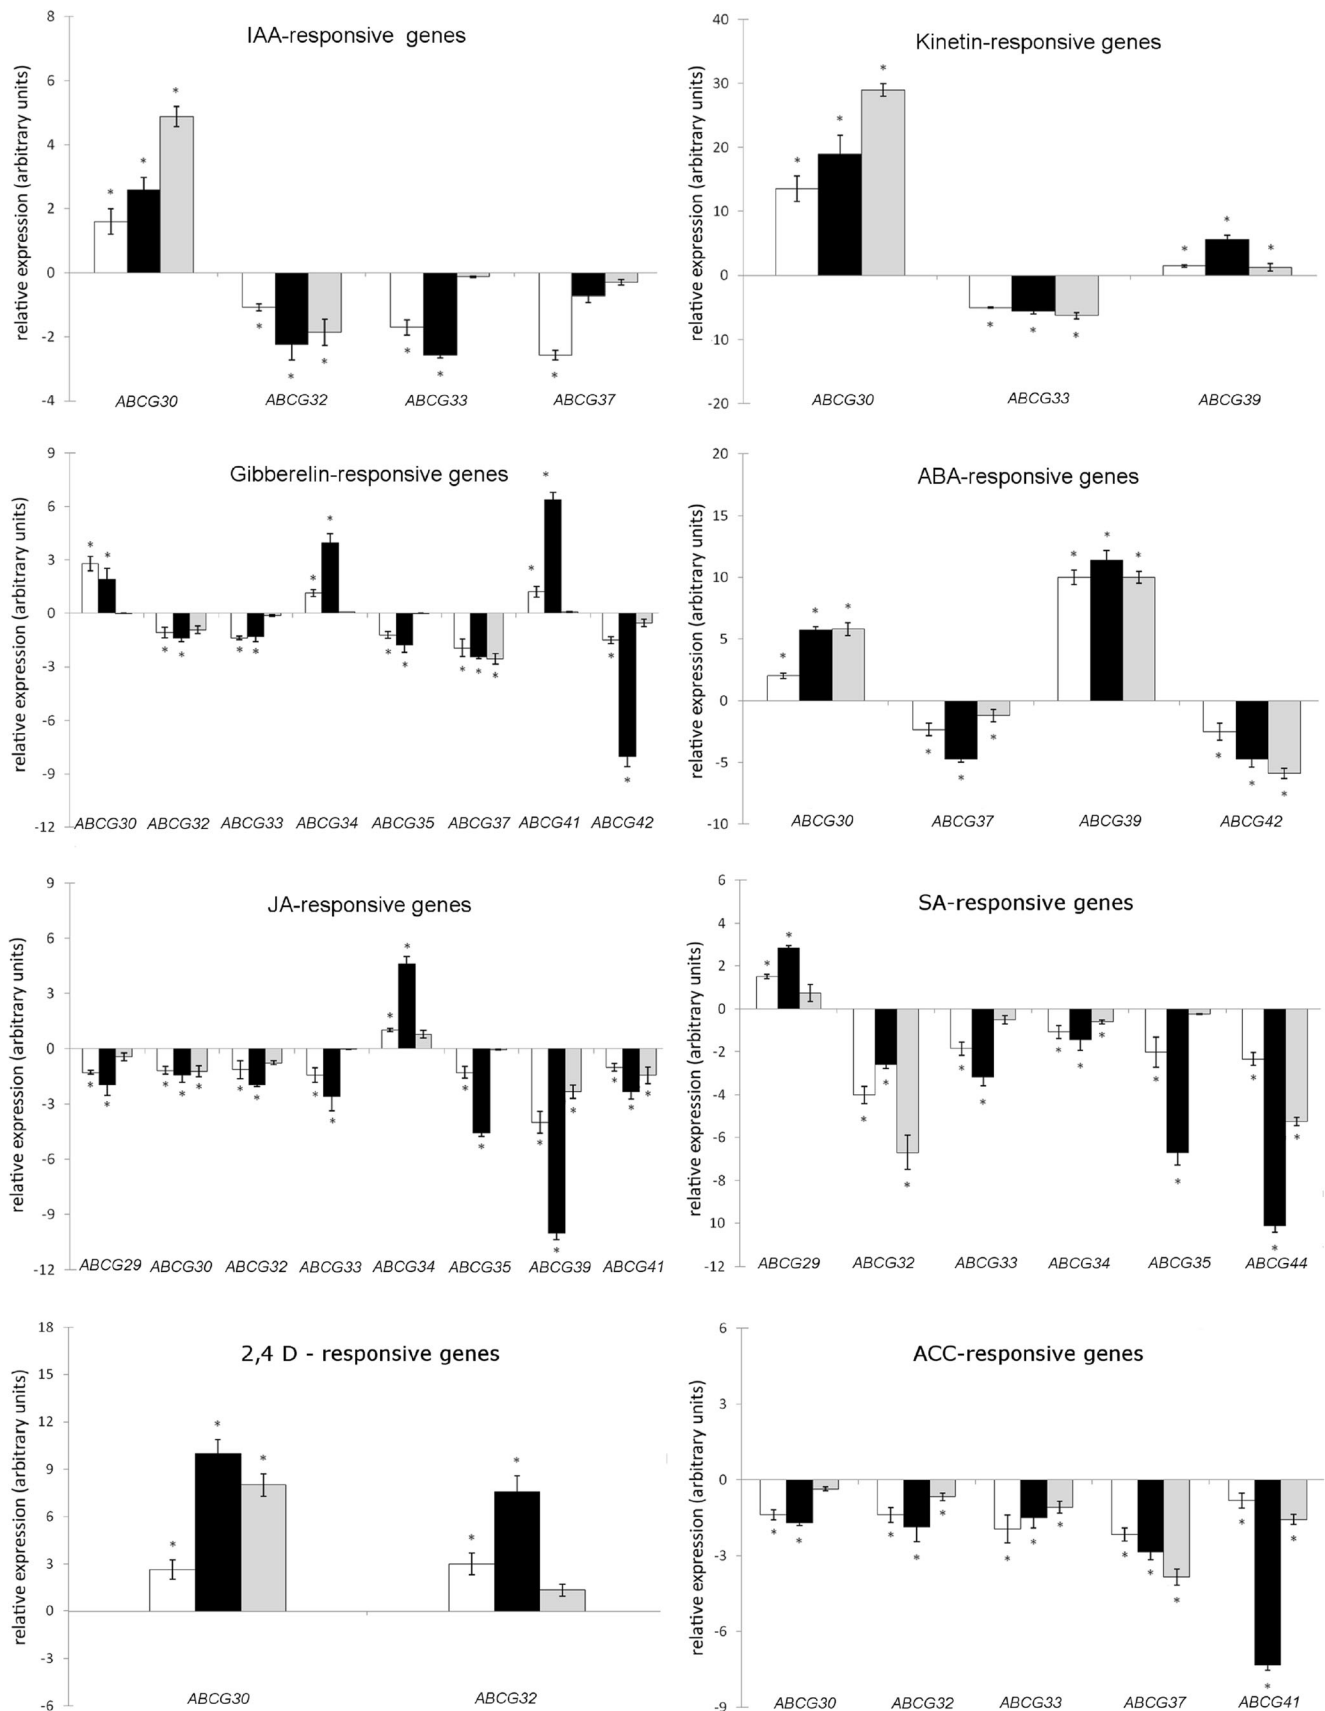 IAA-responsive genes
relative expression (arbitrary units)
8
6
4
2
0
-2
-4
* * * * * * * * *
ABCG30 ABCG32 ABCG33 ABCG37
Kinetin-responsive genes
relative expression (arbitrary units)
40
30
20
10
0
-10
-20
* * * * * * * * *
ABCG30 ABCG33 ABCG39
Gibberelin-responsive genes
relative expression (arbitrary units)
9
6
3
0
-3
-6
-9
-12
* * * * * * * * * * * * * * * * *
ABCG30 ABCG32 ABCG33 ABCG34 ABCG35 ABCG37 ABCG41 ABCG42
ABA-responsive genes
relative expression (arbitrary units)
20
15
10
5
0
-5
-10
* * * * * * * * * * * *
ABCG30 ABCG37 ABCG39 ABCG42
JA-responsive genes
relative expression (arbitrary units)
9
6
3
0
-3
-6
-9
-12
* * * * * * * * * * * * * * * * * * *
ABCG29 ABCG30 ABCG32 ABCG33 ABCG34 ABCG35 ABCG39 ABCG41
SA-responsive genes
relative expression (arbitrary units)
6
4
2
0
-2
-4
-6
-8
10
-12
* * * * * * * * * * * * * * *
ABCG29 ABCG32 ABCG33 ABCG34 ABCG35 ABCG44
2,4 D - responsive genes
relative expression (arbitrary units)
18
15
12
9
6
3
0
-3
-6
* * * * *
ABCG30 ABCG32
ACC-responsive genes
relative expression (arbitrary units)
6
3
0
-3
-6
-9
* * * * * * * * * * * * * *
ABCG30 ABCG32 ABCG33 ABCG37 ABCG41